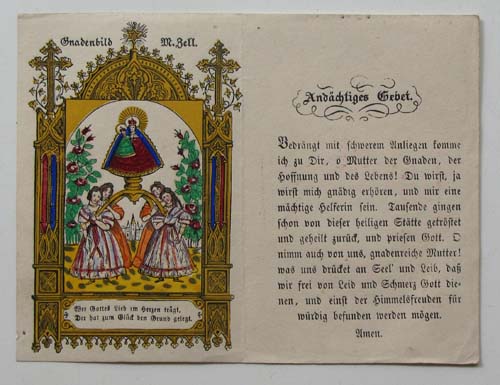 Gnadenbild M. Zell.
Wer Gottes Lieb im Herzen trägt,
Der hat zum Glück den Grund gelegt.
Andächtiges Gebet.
Bedrängt mit schwerem Anliegen komme
ich zu Dir, o Mutter der Gnaden, der
Hoffnung und des Lebens! Du wirst, ja
wirst mich gnädig erhören, und mir eine
mächtige Helferin sein. Tausende gingen
schon von dieser heiligen Stätte getröstet
und geheilt zurück, und priesen Gott. O
nimm auch von uns, gnadenreiche Mutter!
was uns drücket an Seel' und Leib, daß
wir frei von Leid und Schmerz Gott die-
nen, und einst der Himmelsfreuden für
würdig befunden werden mögen.
Amen.